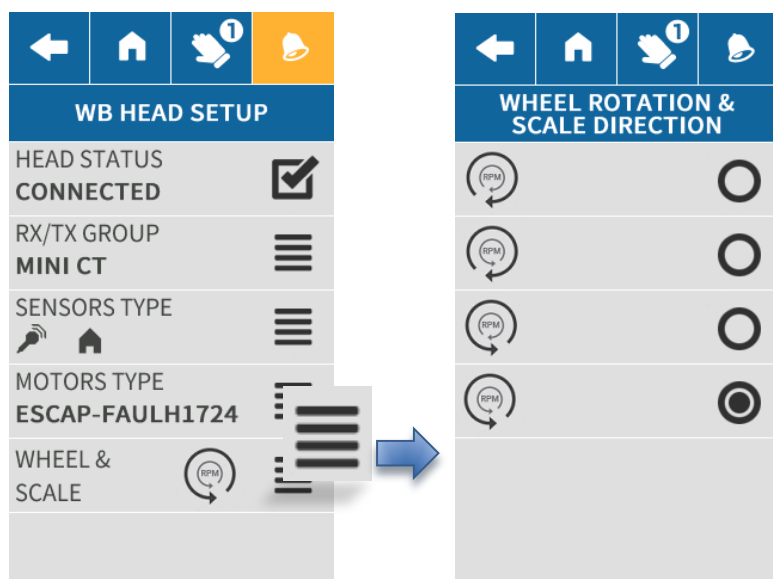 1
WB HEAD SETUP
HEAD STATUS
CONNECTED
RX/TX GROUP
MINI CT
SENSORS TYPE
MOTORS TYPE
ESCAP-FAULH1724
WHEEL &
SCALE
RPM
1
WHEEL ROTATION &
SCALE DIRECTION
RPM
RPM
RPM
RPM